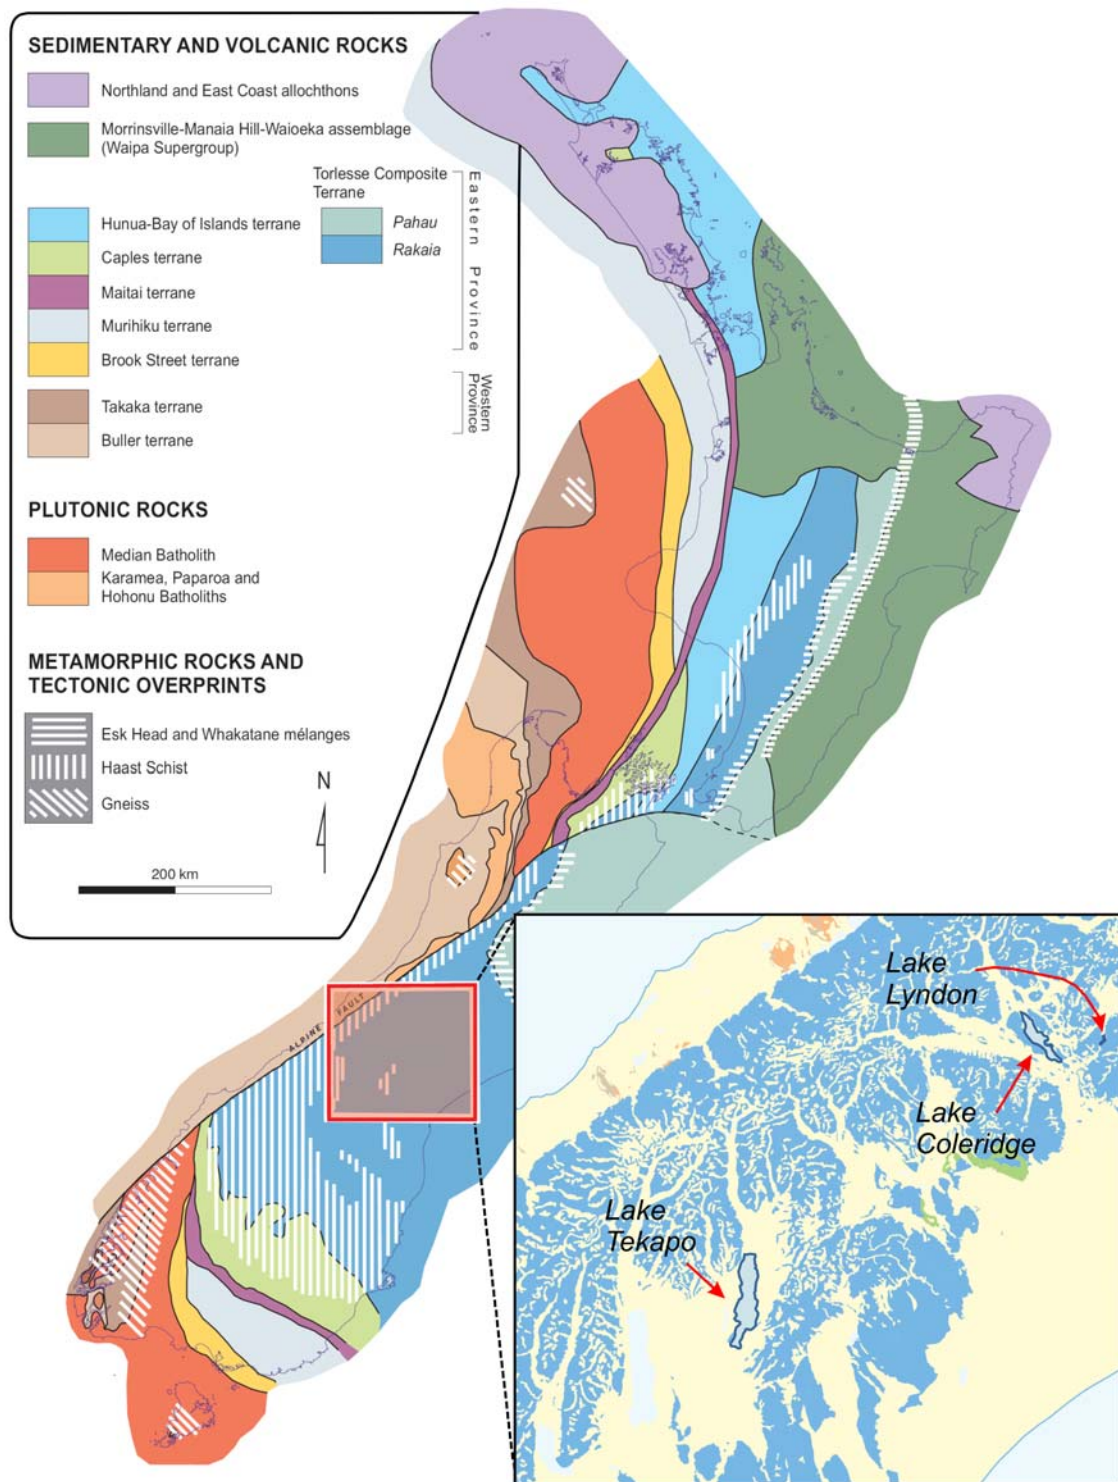 SEDIMENTARY AND VOLCANIC ROCKS
Northland and East Coast allochthons
Morrinsville-Manaia Hill-Waioeka assemblage
(Waipa Supergroup)
Torlesse Composite
Terrane
Pahau
Rakaia
Hunua-Bay of Islands terrane
Caples terrane
Maitai terrane
Murihiku terrane
Brook Street terrane
Eastern Province
Takaka terrane
Buller terrane
Western
Province
PLUTONIC ROCKS
Median Batholith
Karamea, Paparoa and
Hohonu Batholiths
METAMORPHIC ROCKS AND
TECTONIC OVERPRINTS
Esk Head and Whakatane mélanges
Haast Schist
Gneiss
N
200 km
ALPINE FAULT
Lake
Lyndon
Lake
Coleridge
Lake
Tekapo